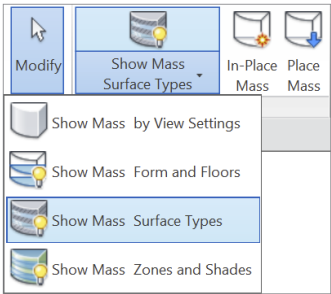 Modify
Show Mass
Surface Types
In-Place
Mass
Place
Mass
Show Mass by View Settings
Show Mass Form and Floors
Show Mass Surface Types
Show Mass Zones and Shades